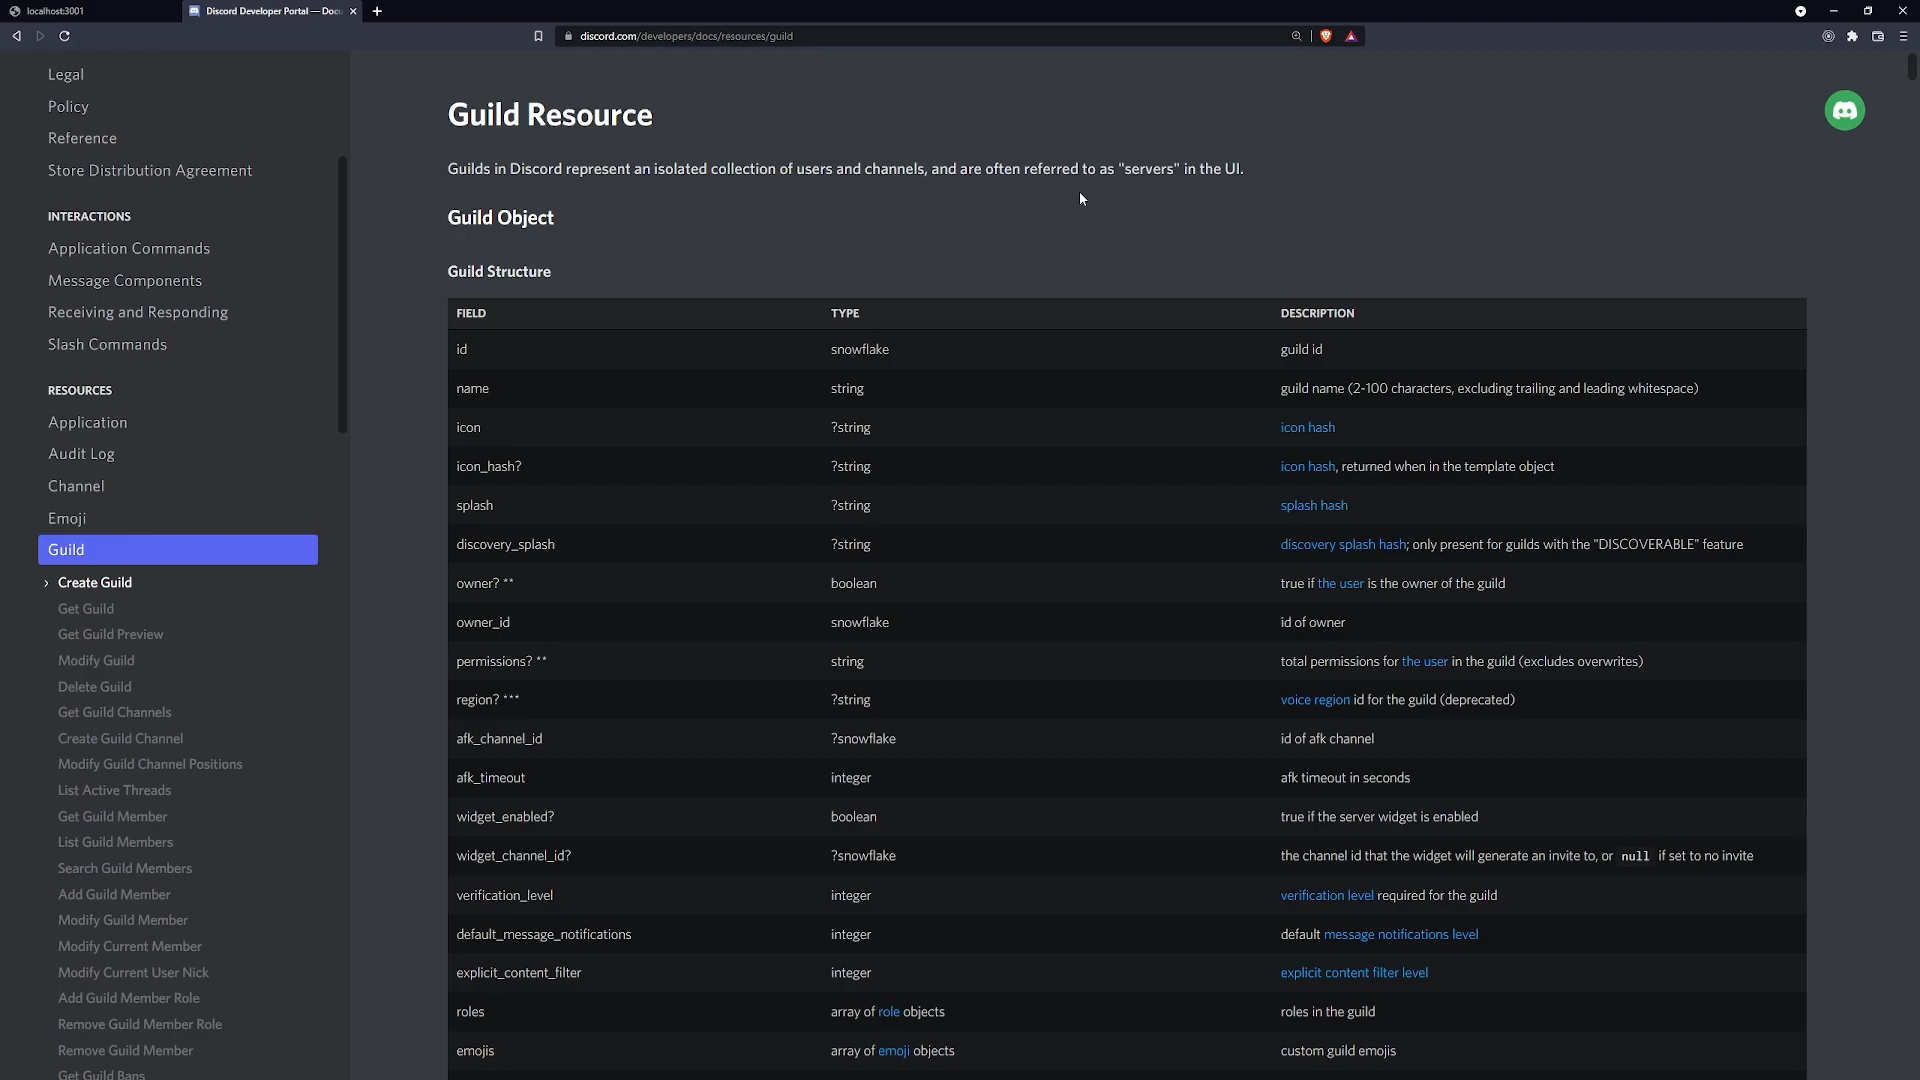 localhost:3001
Discord Developer Portal — Docu
discord.com/developers/docs/resources/guild
Legal
Policy
Reference
Store Distribution Agreement
INTERACTIONS
Application Commands
Message Components
Receiving and Responding
Slash Commands
RESOURCES
Application
Audit Log
Channel
Emoji
Guild
Create Guild
Get Guild
Get Guild Preview
Modify Guild
Delete Guild
Get Guild Channels
Create Guild Channel
Modify Guild Channel Positions
List Active Threads
Get Guild Member
List Guild Members
Search Guild Members
Add Guild Member
Modify Guild Member
Modify Current Member
Modify Current User Nick
Add Guild Member Role
Remove Guild Member Role
Remove Guild Member
Get Guild Bans
Guild Resource
Guilds in Discord represent an isolated collection of users and channels, and are often referred to as "servers" in the UI.
Guild Object
Guild Structure
FIELD TYPE DESCRIPTION
id snowflake guild id
name string guild name (2-100 characters, excluding trailing and leading whitespace)
icon ?string icon hash
icon_hash? ?string icon hash, returned when in the template object
splash ?string splash hash
discovery_splash ?string discovery splash hash; only present for guilds with the "DISCOVERABLE" feature
owner? ** boolean true if the user is the owner of the guild
owner_id snowflake id of owner
permissions? ** string total permissions for the user in the guild (excludes overwrites)
region? *** ?string voice region id for the guild (deprecated)
afk_channel_id ?snowflake id of afk channel
afk_timeout integer afk timeout in seconds
widget_enabled? boolean true if the server widget is enabled
widget_channel_id? ?snowflake the channel id that the widget will generate an invite to, or null if set to no invite
verification_level integer verification level required for the guild
default_message_notifications integer default message notifications level
explicit_content_filter integer explicit content filter level
roles array of role objects roles in the guild
emojis array of emoji objects custom guild emojis